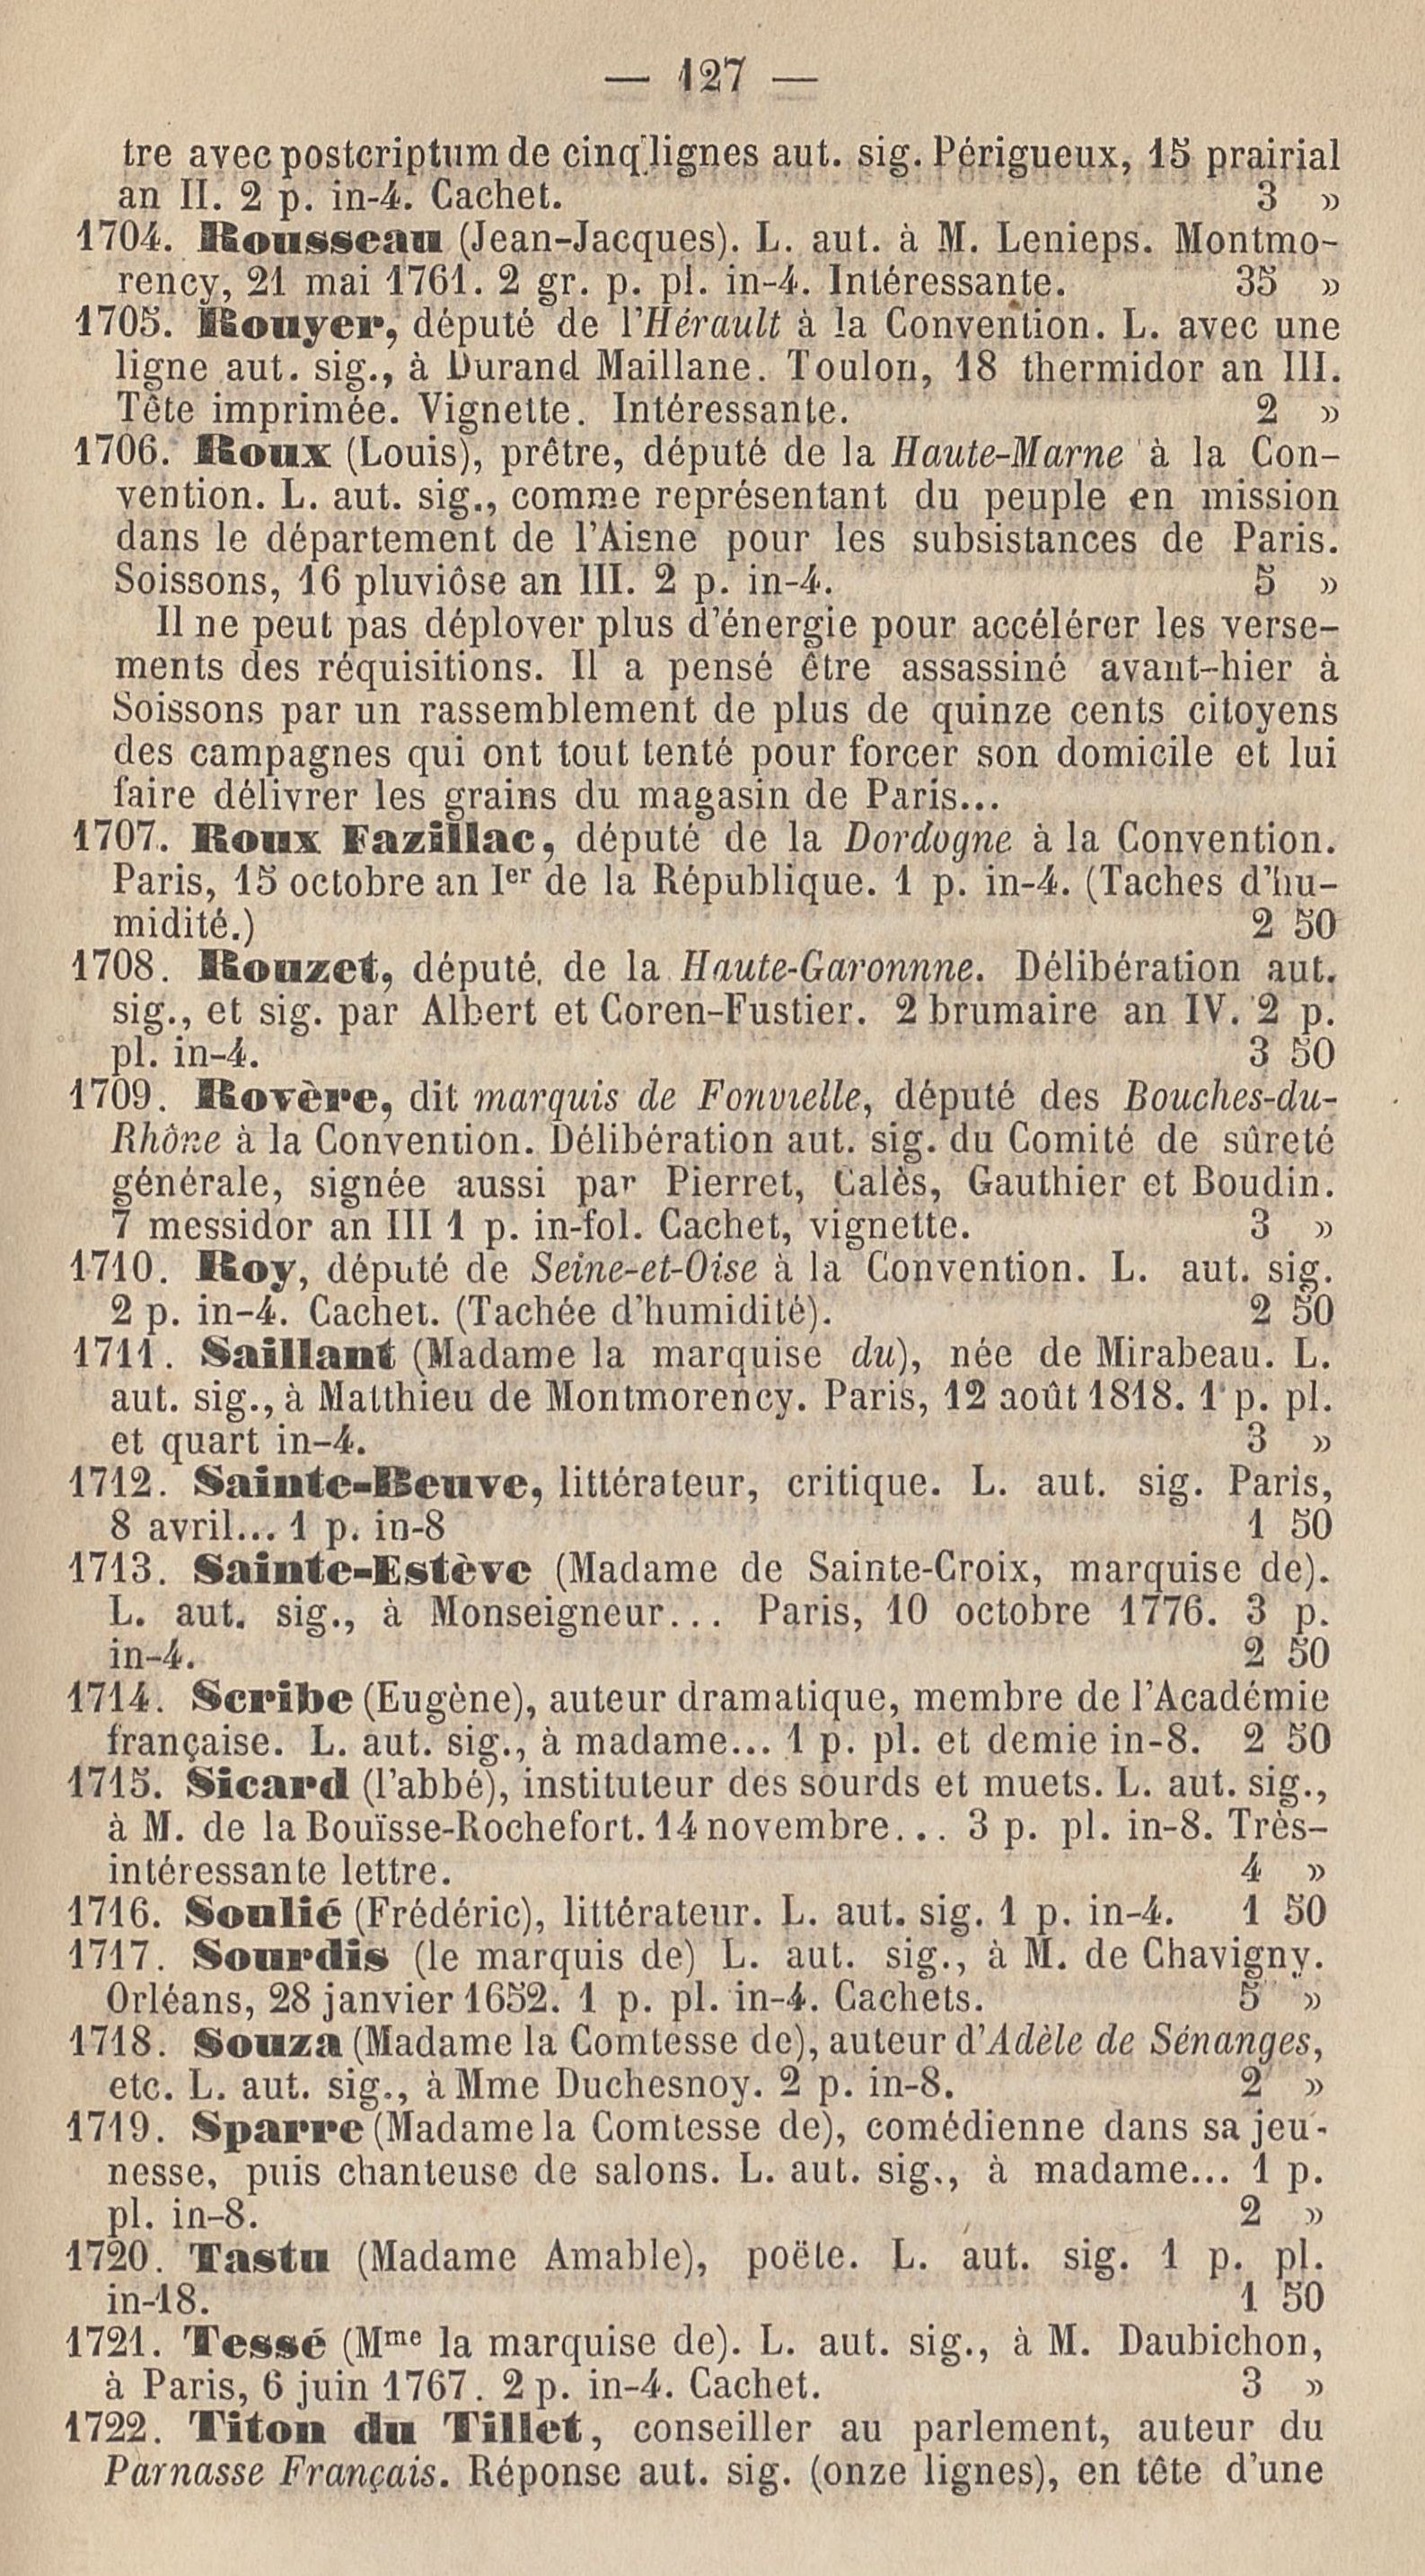 — 127 —
tre avec postcriptum de cinq lignes aut. sig. Périgueux, 15 prairial
an II. 2 p. in-4. Cachet. 3 »
1704. Rousseau (Jean-Jacques). L. aut. à M. Lenieps. Montmo-
rency, 21 mai 1761. 2 gr. p. pl. in-4. Intéressante. 35 »
1705. Rouyer, député de l'Hérault à la Convention. L. avec une
ligne aut. sig., à Durand Maillane. Toulon, 18 thermidor an III.
Tête imprimée. Vignette. Intéressante. 2 »
1706. Roux (Louis), prêtre, député de la Haute-Marne à la Con-
vention. L. aut. sig., comme représentant du peuple en mission
dans le département de l'Aisne pour les subsistances de Paris.
Soissons, 16 pluviôse an III. 2 p. in-4. 5 »
Il ne peut pas déplover plus d'énergie pour accélérer les verse-
ments des réquisitions. Il a pensé être assassiné avant-hier à
Soissons par un rassemblement de plus de quinze cents citoyens
des campagnes qui ont tout tenté pour forcer son domicile et lui
faire délivrer les grains du magasin de Paris...
1707. Roux Fazillac, député de la Dordogne à la Convention.
Paris, 15 octobre an Ier de la République. 1 p. in-4. (Taches d'hu-
midité.) 2 50
1708. Rouzet, député. de la Haute-Garonnne. Délibération aut.
sig., et sig. par Albert et Coren-Fustier. 2 brumaire an IV. 2 p.
pl. in-4. 3 50
1709. Rovère, dit marquis de Fonvielle, député des Bouches-du-
Rhône à la Convention. Délibération aut. sig. du Comité de sûreté
générale, signée aussi par Pierret, Calès, Gauthier et Boudin.
7 messidor an III 1 p. in-fol. Cachet, vignette. 3 »
1710. Roy, député de Seine-et-Oise à la Convention. L. aut. sig.
2 p. in-4. Cachet. (Tachée d'humidité). 2 50
1711. Saillant (Madame la marquise du), née de Mirabeau. L.
aut. sig., à Matthieu de Montmorency. Paris, 12 août 1818. 1 p. pl.
et quart in-4. 3 »
1712. Sainte-Beuve, littérateur, critique. L. aut. sig. Paris,
8 avril... 1 p. in-8 1 50
1713. Sainte-Estève (Madame de Sainte-Croix, marquise de).
L. aut. sig., à Monseigneur... Paris, 10 octobre 1776. 3 p.
in-4. 2 50
1714. Scribe (Eugène), auteur dramatique, membre de l'Académie
française. L. aut. sig., à madame... 1 p. pl. et demie in-8. 2 50
1715. Sicard (l'abbé), instituteur des sourds et muets. L. aut. sig.,
à M. de la Bouïsse-Rochefort. 14 novembre... 3 p. pl. in-8. Très-
intéressante lettre. 4 »
1716. Soulié (Frédéric), littérateur. L. aut. sig. 1 p. in-4. 1 50
1717. Sourdis (le marquis de) L. aut. sig., à M. de Chavigny.
Orléans, 28 janvier 1652. 1 p. pl. in-4. Cachets. 5 »
1718. Souza (Madame la Comtesse de), auteur d'Adèle de Sénanges,
etc. L. aut. sig., à Mme Duchesnoy. 2 p. in-8. 2 »
1719. Sparre (Madame la Comtesse de), comédienne dans sa jeu-
nesse, puis chanteuse de salons. L. aut. sig., à madame... 1 p.
pl. in-8. 2 »
1720. Tastu (Madame Amable), poëte. L. aut. sig. 1 p. pl.
in-18. 1 50
1721. Tessé (Mme la marquise de). L. aut. sig., à M. Daubichon,
à Paris, 6 juin 1767. 2 p. in-4. Cachet. 3 »
1722. Titon du Tillet, conseiller au parlement, auteur du
Parnasse Français. Réponse aut. sig. (onze lignes), en tête d'une